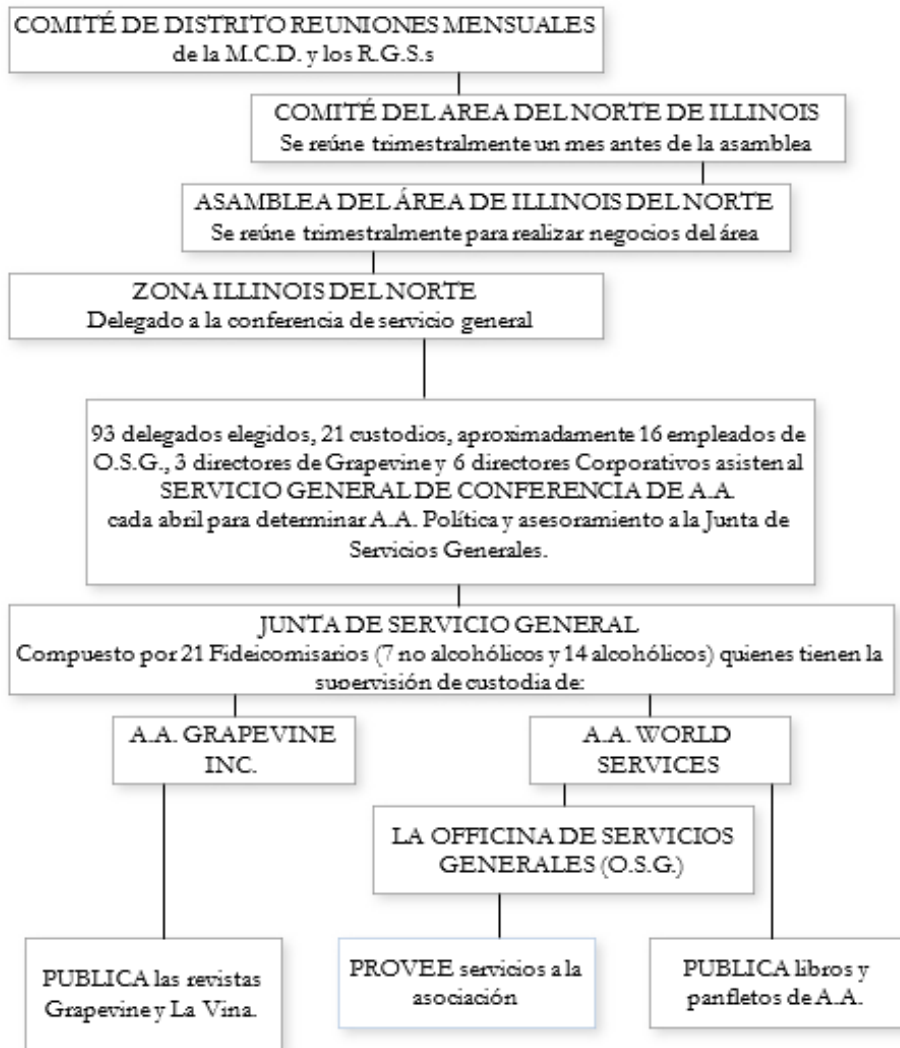 COMITÉ DE DISTRITO REUNIONES MENSUALES
de la M.C.D. y los R.G.S.s
COMITÉ DEL AREA DEL NORTE DE ILLINOIS
Se reúne trimestralmente un mes antes de la asamblea
ASAMBLEA DEL ÁREA DE ILLINOIS DEL NORTE
Se reúne trimestralmente para realizar negocios del área
ZONA ILLINOIS DEL NORTE
Delegado a la conferencia de servicio general
93 delegados elegidos, 21 custodios, aproximadamente 16 empleados de
O.S.G., 3 directores de Grapevine y 6 directores Corporativos asisten al
SERVICIO GENERAL DE CONFERENCIA DE A.A.
cada abril para determinar A.A. Política y asesoramiento a la Junta de
Servicios Generales.
JUNTA DE SERVICIO GENERAL
Compuesto por 21 Fideicomisarios (7 no alcohólicos y 14 alcohólicos) quienes tienen la
supervisión de custodia de:
A.A. GRAPEVINE
INC.
A.A. WORLD
SERVICES
LA OFFICINA DE SERVICIOS
GENERALES (O.S.G.)
PUBLICA las revistas
Grapevine y La Vina.
PROVEE servicios a la
asociación
PUBLICA libros y
panfletos de A.A.